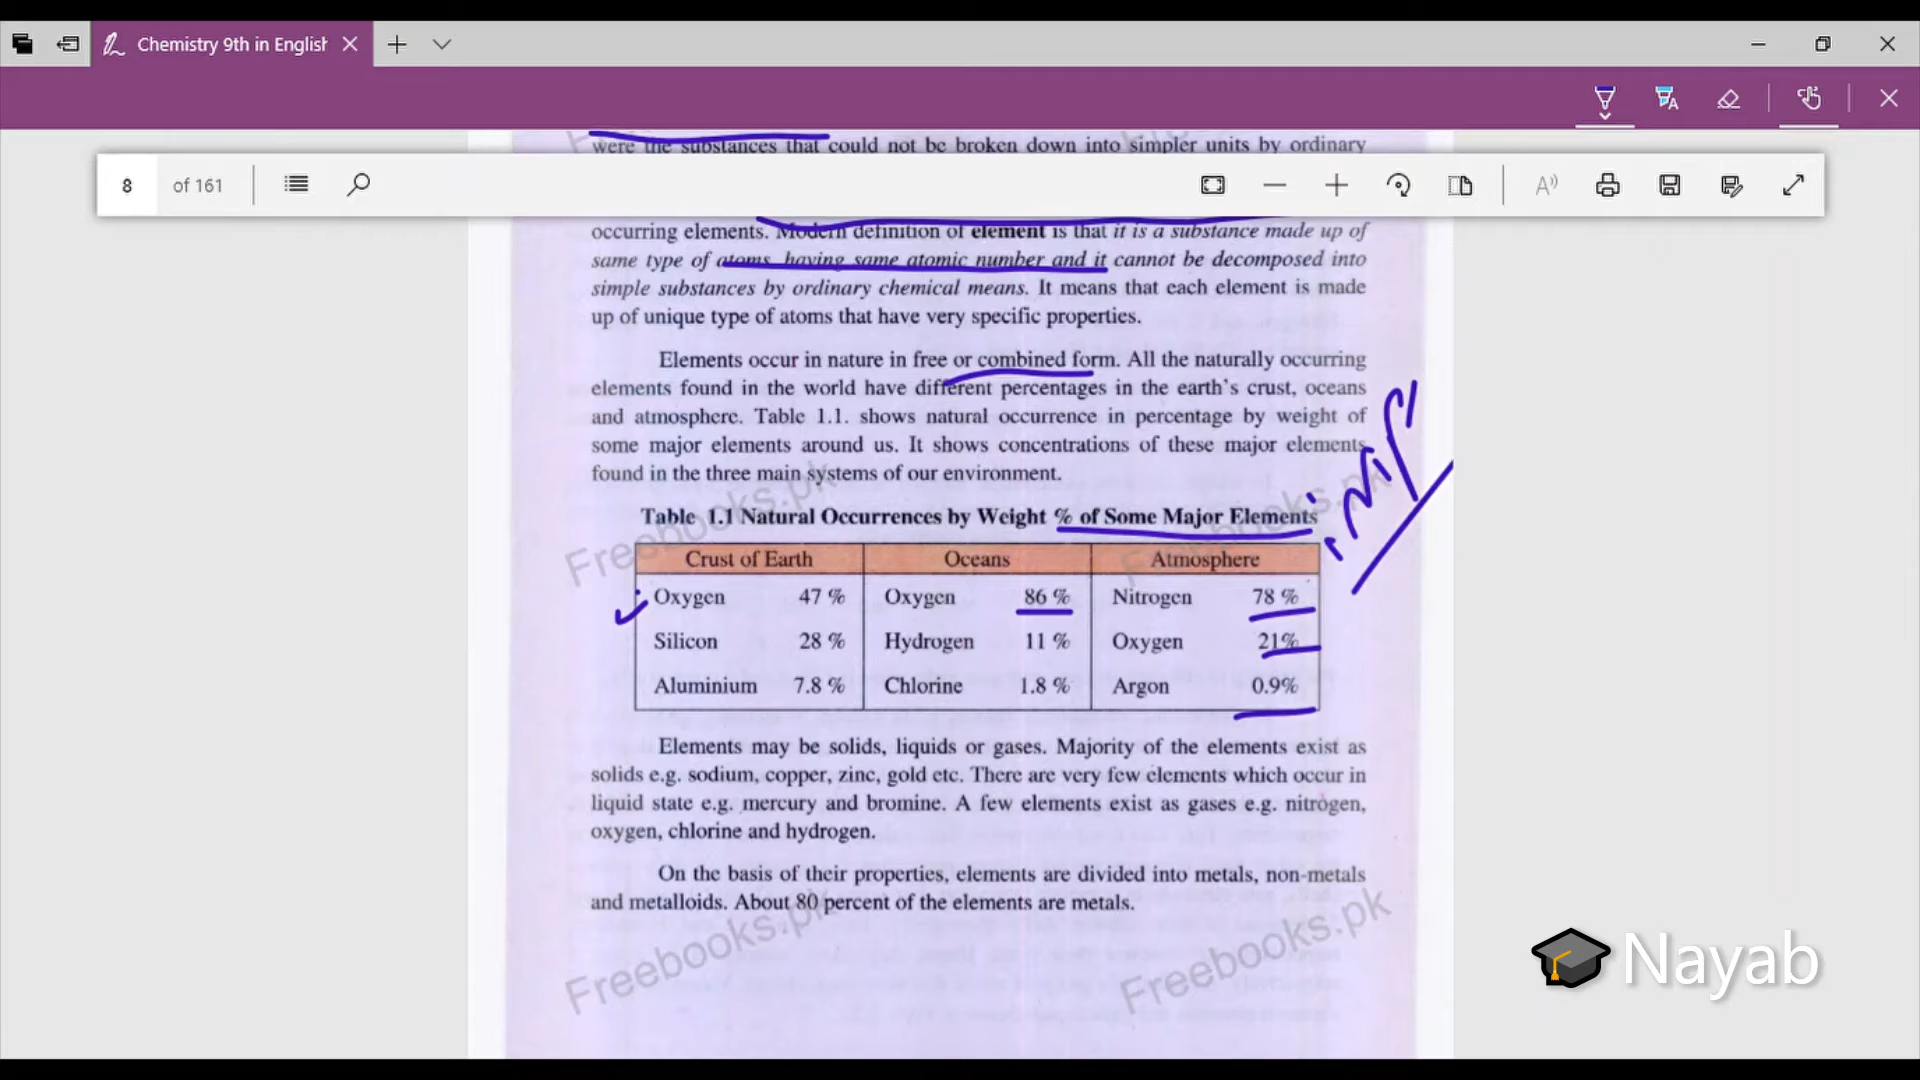 Chemistry 9th in English
were the substances that could not be broken down into simpler units by ordinary
8 of 161
occurring elements. Modern definition of element is that it is a substance made up of
same type of atoms, having same atomic number and it cannot be decomposed into
simple substances by ordinary chemical means. It means that each element is made
up of unique type of atoms that have very specific properties.
Elements occur in nature in free or combined form. All the naturally occurring
elements found in the world have different percentages in the earth's crust, oceans
and atmosphere. Table 1.1. shows natural occurrence in percentage by weight of
some major elements around us. It shows concentrations of these major elements
found in the three main systems of our environment.
Table 1.1 Natural Occurrences by Weight % of Some Major Elements
Crust of Earth Oceans Atmosphere
Oxygen 47 % Oxygen 86 % Nitrogen 78 %
Silicon 28 % Hydrogen 11 % Oxygen 21%
Aluminium 7.8 % Chlorine 1.8 % Argon 0.9%
Elements may be solids, liquids or gases. Majority of the elements exist as
solids e.g. sodium, copper, zinc, gold etc. There are very few elements which occur in
liquid state e.g. mercury and bromine. A few elements exist as gases e.g. nitrogen,
oxygen, chlorine and hydrogen.
On the basis of their properties, elements are divided into metals, non-metals
and metalloids. About 80 percent of the elements are metals.
Freebooks.pk
Freebooks.pk
Freebooks.pk
Freebooks.pk
Nayab